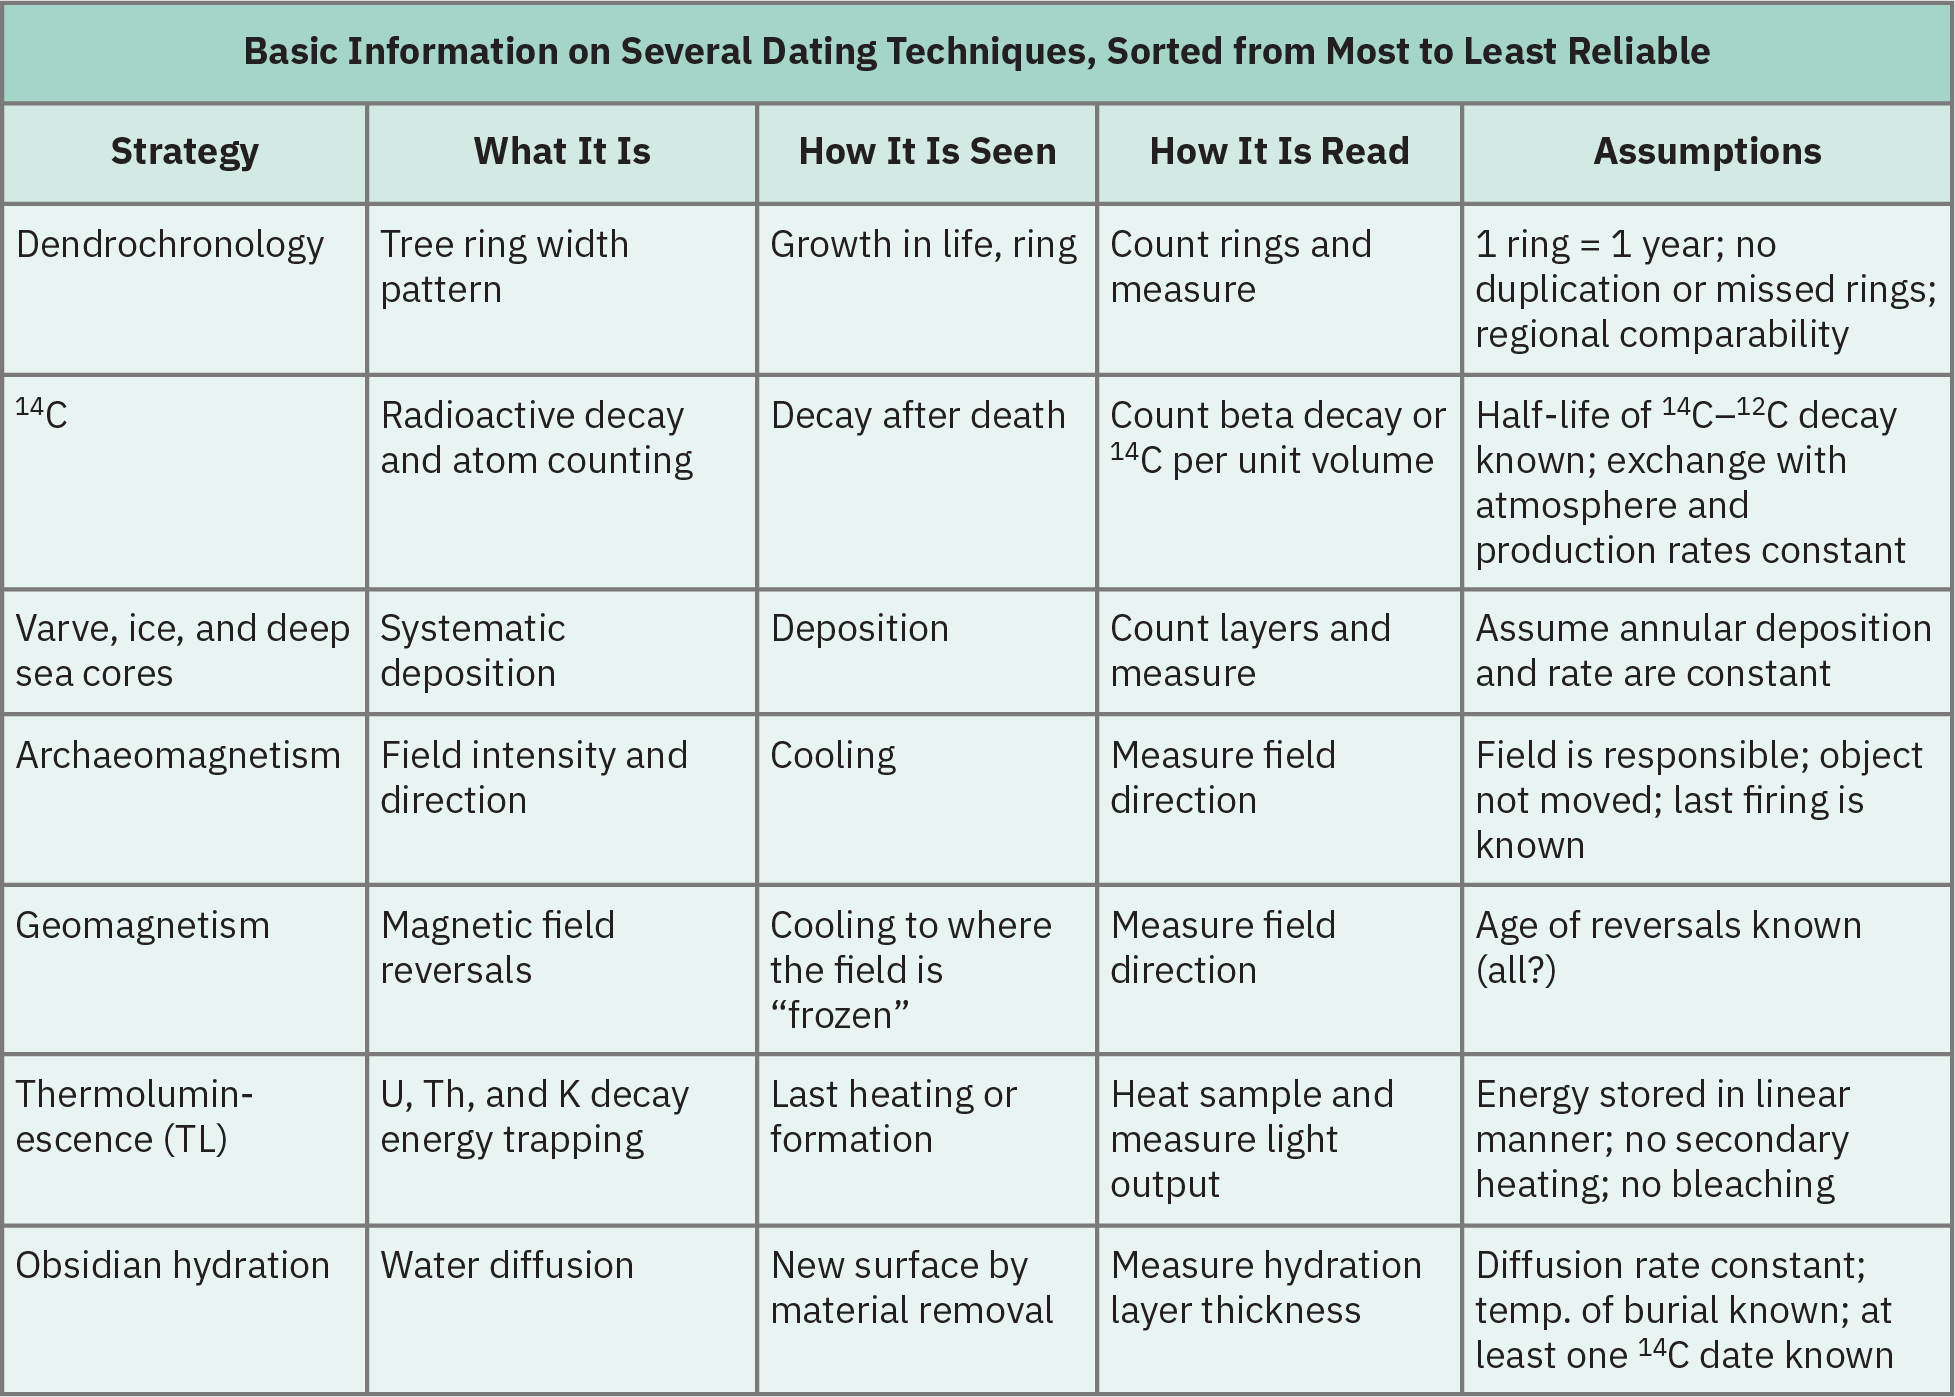 Basic Information on Several Dating Techniques, Sorted from Most to Least Reliable
Strategy
What It Is
How It Is Seen
How It Is Read
Assumptions
Dendrochronology
Tree ring width
pattern
Growth in life, ring
Count rings and
measure
1 ring = 1 year; no
duplication or missed rings;
regional comparability
¹⁴C
Radioactive decay
and atom counting
Decay after death
Count beta decay or
¹⁴C per unit volume
Half-life of ¹⁴C–¹²C decay
known; exchange with
atmosphere and
production rates constant
Varve, ice, and deep
sea cores
Systematic
deposition
Deposition
Count layers and
measure
Assume annular deposition
and rate are constant
Archaeomagnetism
Field intensity and
direction
Cooling
Measure field
direction
Field is responsible; object
not moved; last firing is
known
Geomagnetism
Magnetic field
reversals
Cooling to where
the field is
“frozen”
Measure field
direction
Age of reversals known
(all?)
Thermolumin-
escence (TL)
U, Th, and K decay
energy trapping
Last heating or
formation
Heat sample and
measure light
output
Energy stored in linear
manner; no secondary
heating; no bleaching
Obsidian hydration
Water diffusion
New surface by
material removal
Measure hydration
layer thickness
Diffusion rate constant;
temp. of burial known; at
least one ¹⁴C date known